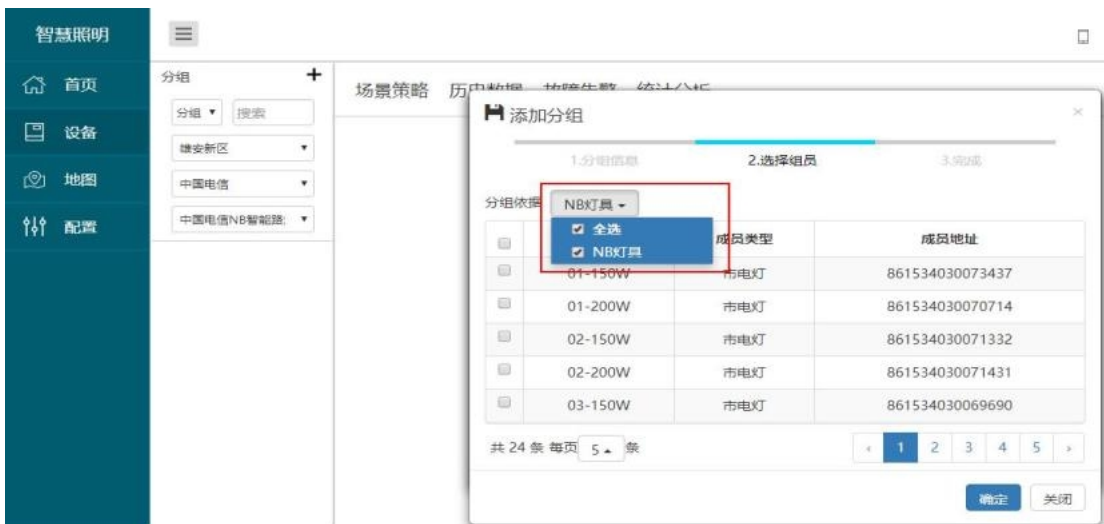 智慧照明
首页
设备
地图
配置
分组
分组
搜索
雄安新区
中国电信
中国电信NB智能路
场景策略 历史数据 故障告警 统计分析
添加分组 ×
1.分组信息 2.选择组员 3.完成
分组依据 NB灯具
全选
NB灯具
成员类型 成员地址
01-150W 市电灯 861534030073437
01-200W 市电灯 861534030070714
02-150W 市电灯 861534030071332
02-200W 市电灯 861534030071431
03-150W 市电灯 861534030069690
共 24 条 每页 5 条 ‹ 1 2 3 4 5 ›
确定 关闭